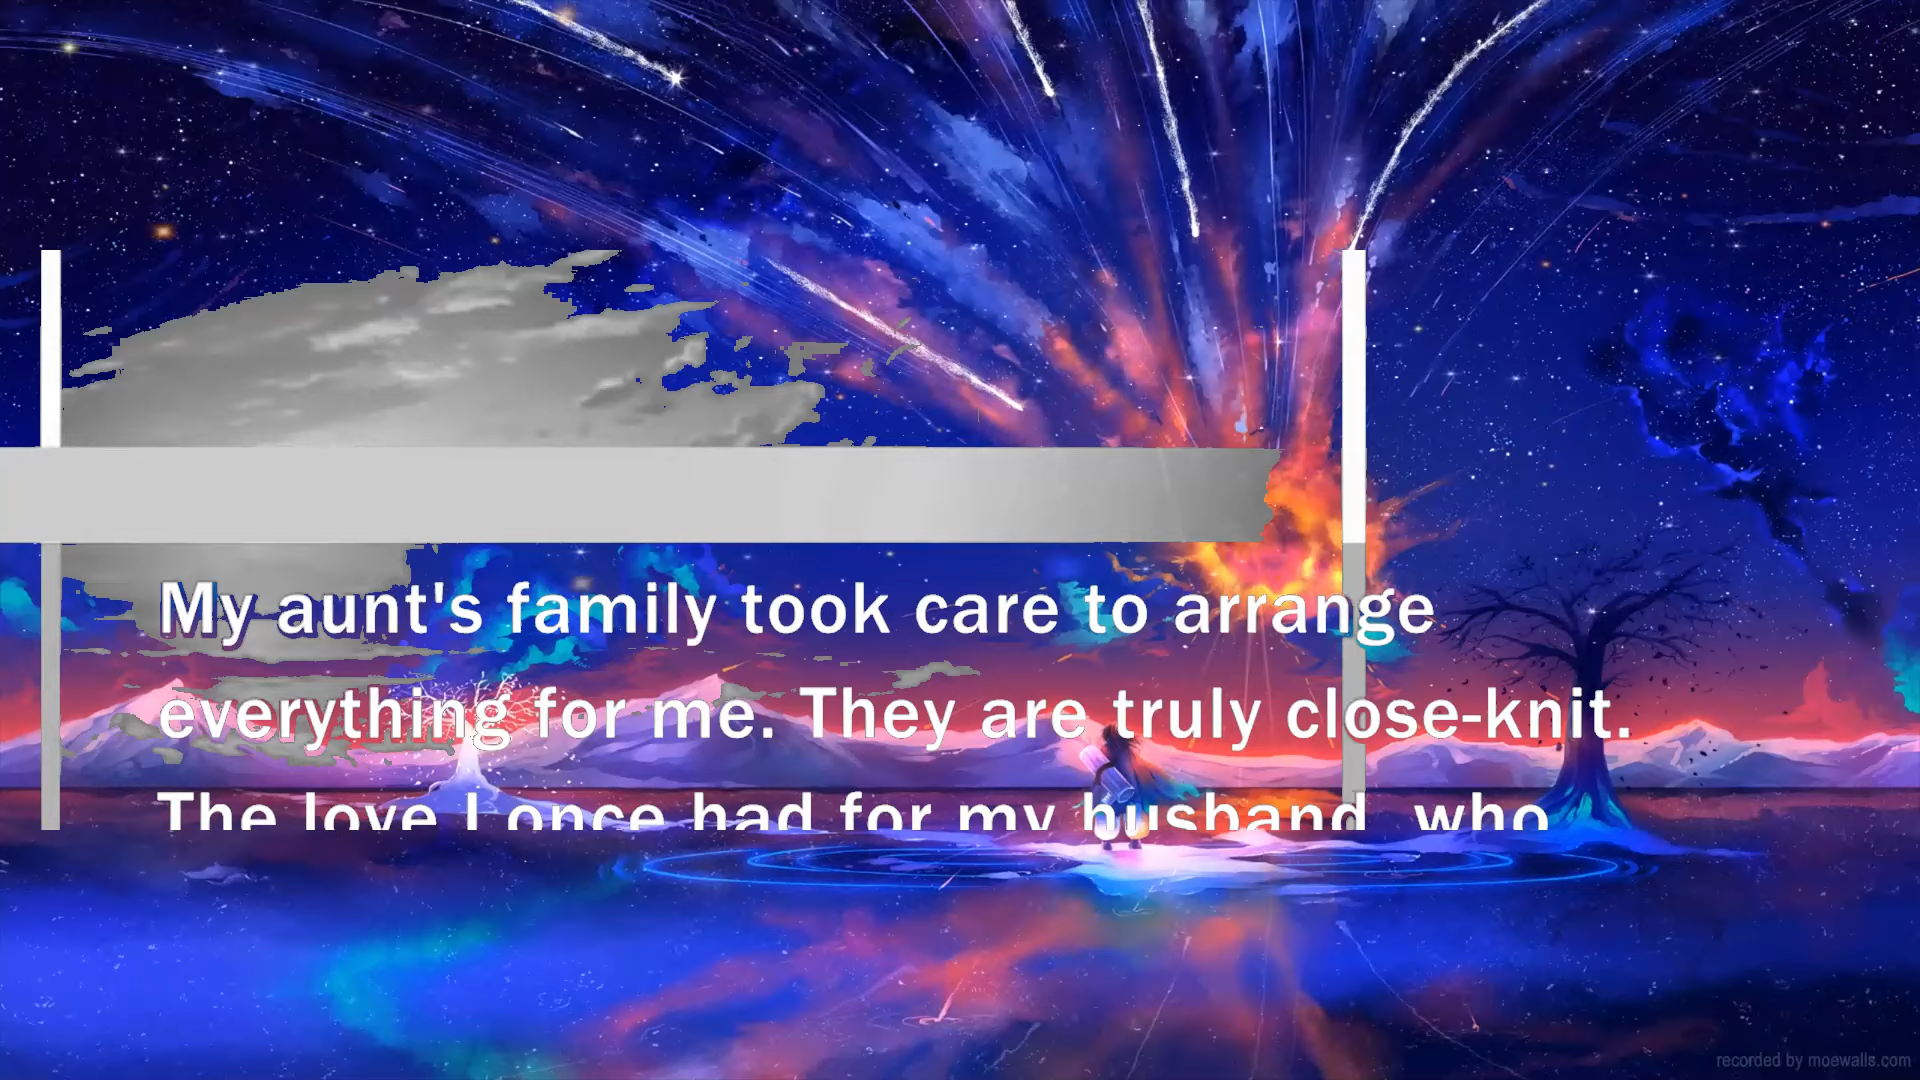 My aunt's family took care to arrange
everything for me. They are truly close-knit.
The love I once had for my husband, who
recorded by moewalls.com